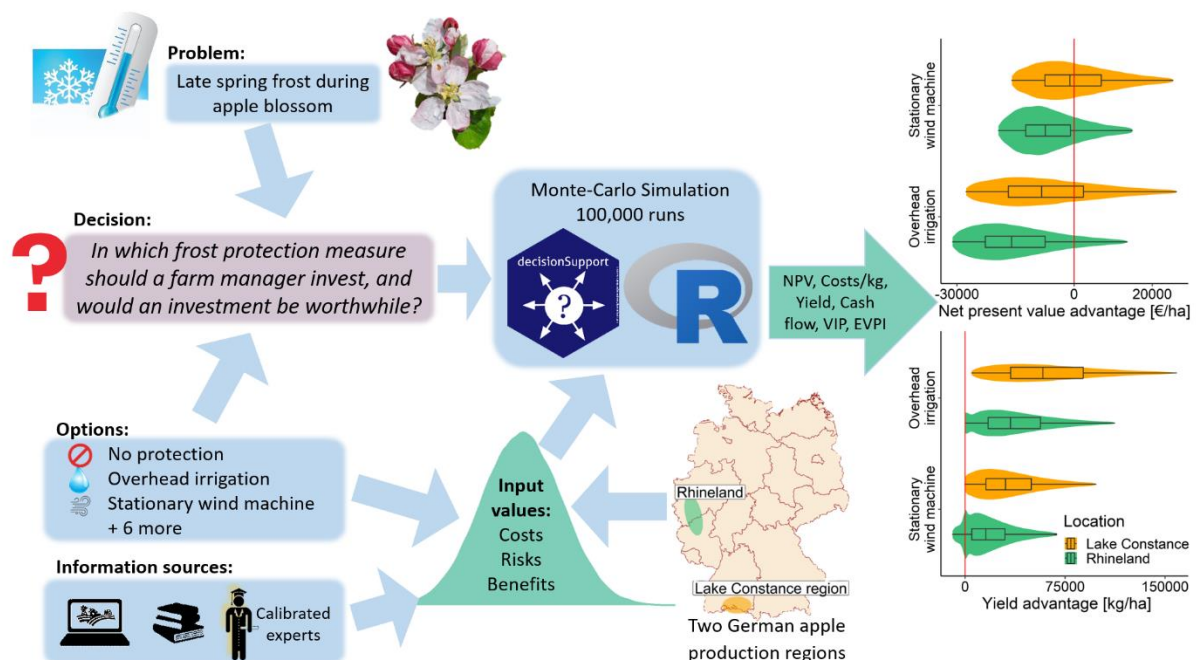 Problem:
Late spring frost during
apple blossom
Decision:
?
In which frost protection measure
should a farm manager invest, and
would an investment be worthwhile?
Options:
No protection
Overhead irrigation
Stationary wind machine
+ 6 more
Information sources:
Calibrated
experts
Monte-Carlo Simulation
100,000 runs
decisionSupport
?
R
Input
values:
Costs
Risks
Benefits
NPV, Costs/kg,
Yield, Cash
flow, VIP, EVPI
Rhineland
Lake Constance region
Two German apple
production regions
Stationary
wind machine
Overhead
irrigation
-30000 0 20000
Net present value advantage [€/ha]
Overhead
irrigation
Stationary
wind machine
Location
Lake Constance
Rhineland
0 75000 150000
Yield advantage [kg/ha]